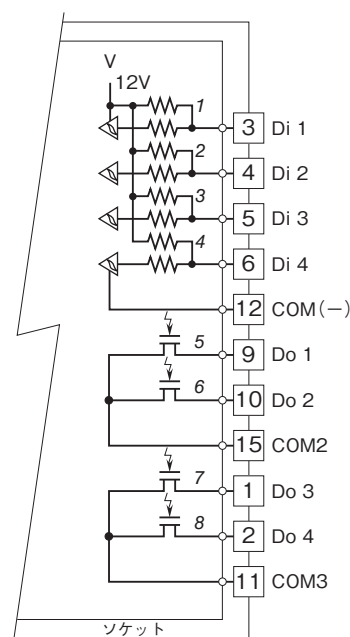 V
12V
1
3 Di 1
2
4 Di 2
3
5 Di 3
4
6 Di 4
12 COM(−)
5
9 Do 1
6
10 Do 2
15 COM2
7
1 Do 3
8
2 Do 4
11 COM3
ソケット